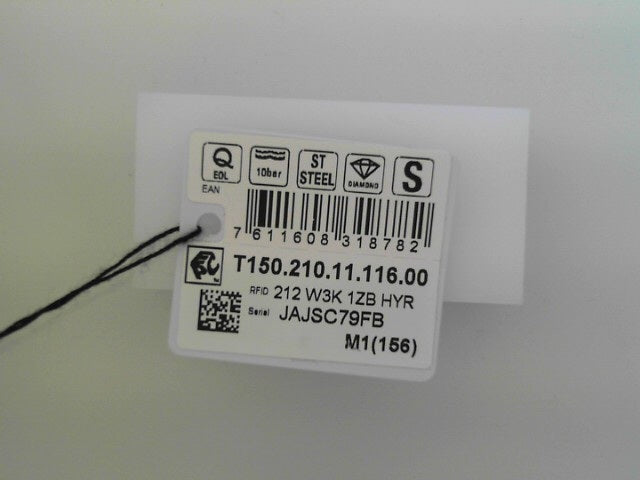 Q EOL 10bar ST STEEL DIAMOND S
EAN
7 611608 318782
T150.210.11.116.00
RFID 212 W3K 1ZB HYR
Serial JAJSC79FB
M1(156)